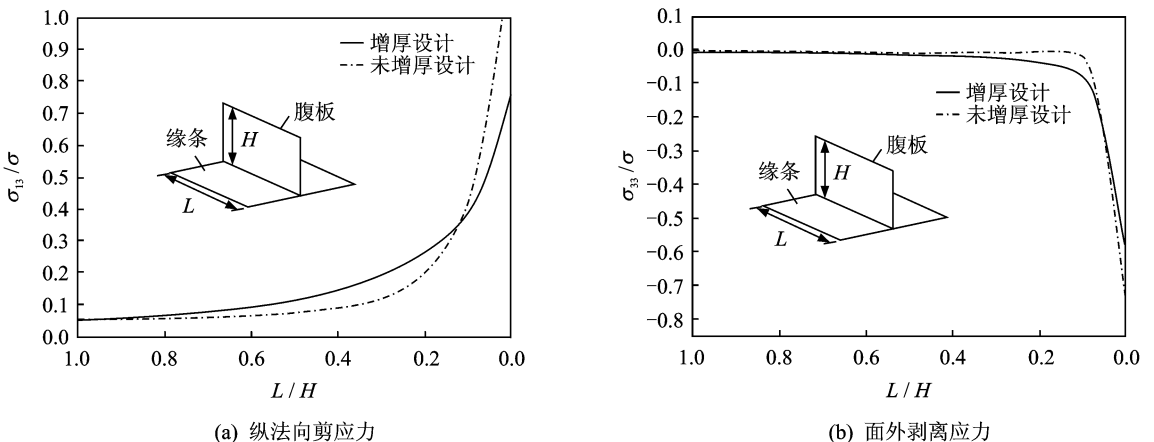 1.0
0.9
0.8
0.7
0.6
0.5
0.4
0.3
0.2
0.1
0.0
σ₁₃/σ
增厚设计
未增厚设计
腹板
缘条
H
L
1.0 0.8 0.6 0.4 0.2 0.0
L/H
(a) 纵法向剪应力
0.1
0.0
−0.1
−0.2
−0.3
−0.4
−0.5
−0.6
−0.7
−0.8
σ₃₃/σ
增厚设计
未增厚设计
腹板
缘条
H
L
1.0 0.8 0.6 0.4 0.2 0.0
L/H
(b) 面外剥离应力